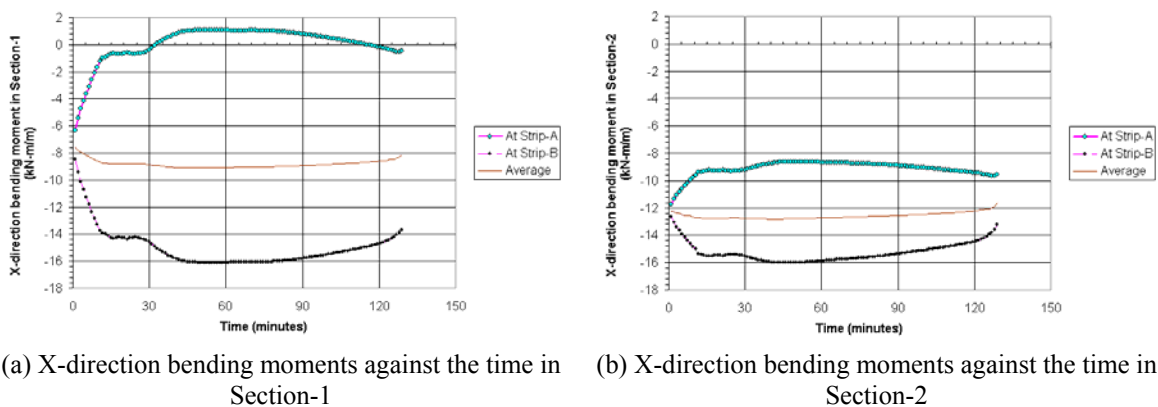 2
0
-2
-4
-6
-8
-10
-12
-14
-16
-18
0
30
60
90
120
150
X-direction bending moment in Section-1
(kN-m/m)
Time (minutes)
At Strip-A
At Strip-B
Average
(a) X-direction bending moments against the time in
Section-1
2
0
-2
-4
-6
-8
-10
-12
-14
-16
-18
0
30
60
90
120
150
X-direction bending moment in Section-2
(kN-m/m)
Time (minutes)
At Strip-A
At Strip-B
Average
(b) X-direction bending moments against the time in
Section-2